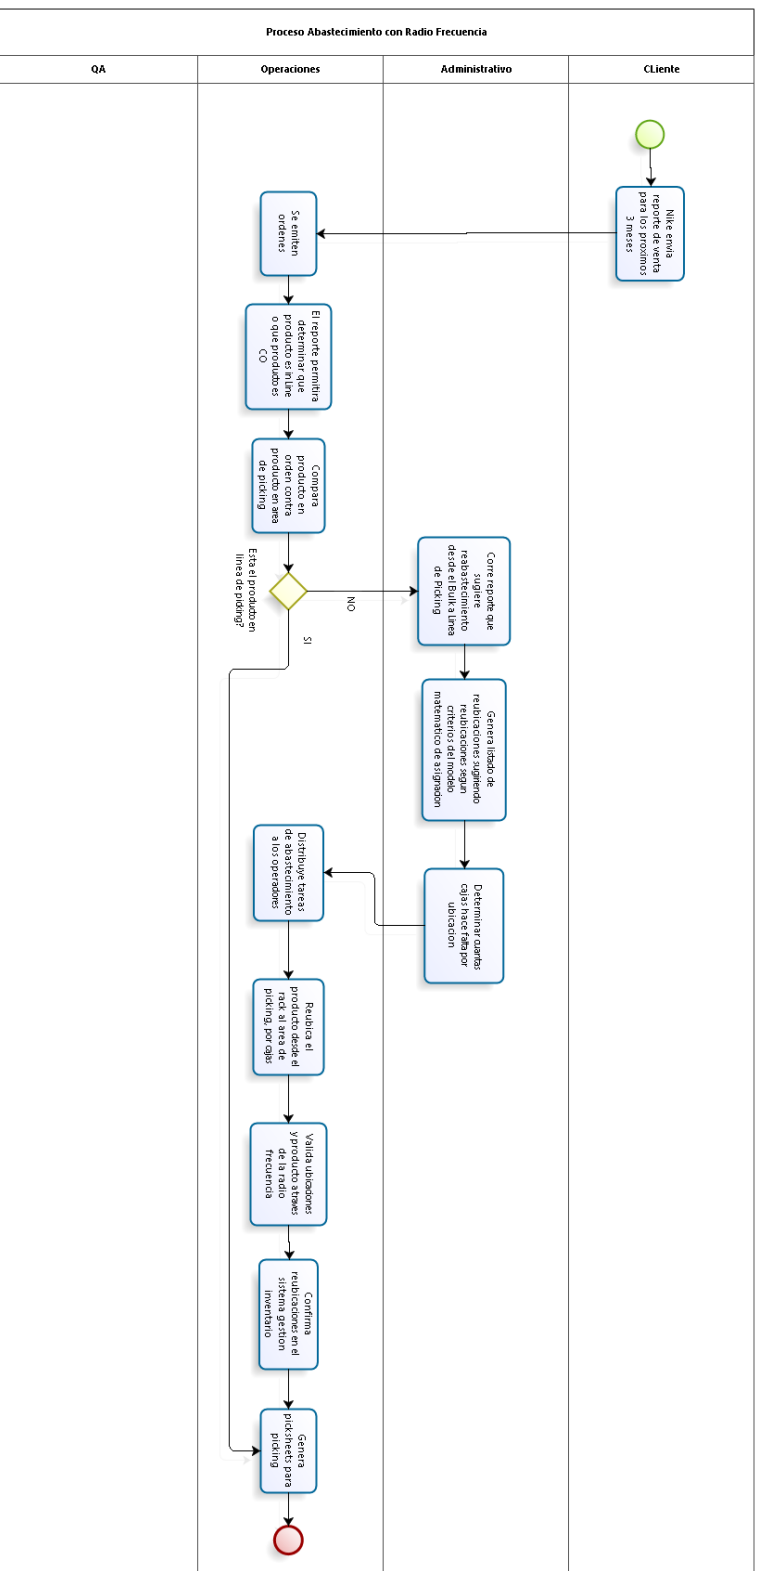 Proceso Abastecimiento con Radio Frecuencia
QA
Operaciones
Administrativo
CLiente
Nike envia
reporte de venta
para los proximos
3 meses
Se emiten
ordenes
El reporte permitira
determinar que
producto es in Line
o que producto es
CO
Compara
producto en
orden contra
producto en area
de picking
Esta el producto en
linea de picking?
NO
SI
Corre reporte que
sugiere
reabastecimiento
desde el Bulk a Linea
de Picking
Genera listado de
reubicaciones sugiriendo
reubicaciones segun
criterios del modelo
matematico de asignacion
Determinar cuantas
cajas hace falta por
ubicacion
Distribuye tareas
de abastecimiento
a los operadores
Reubica el
producto desde el
rack al area de
picking, por cajas
Valida ubicaciones
y producto a traves
de la radio
frecuencia
Confirma
reubicaciones en el
sistema gestion
inventario
Genera
picksheets para
picking